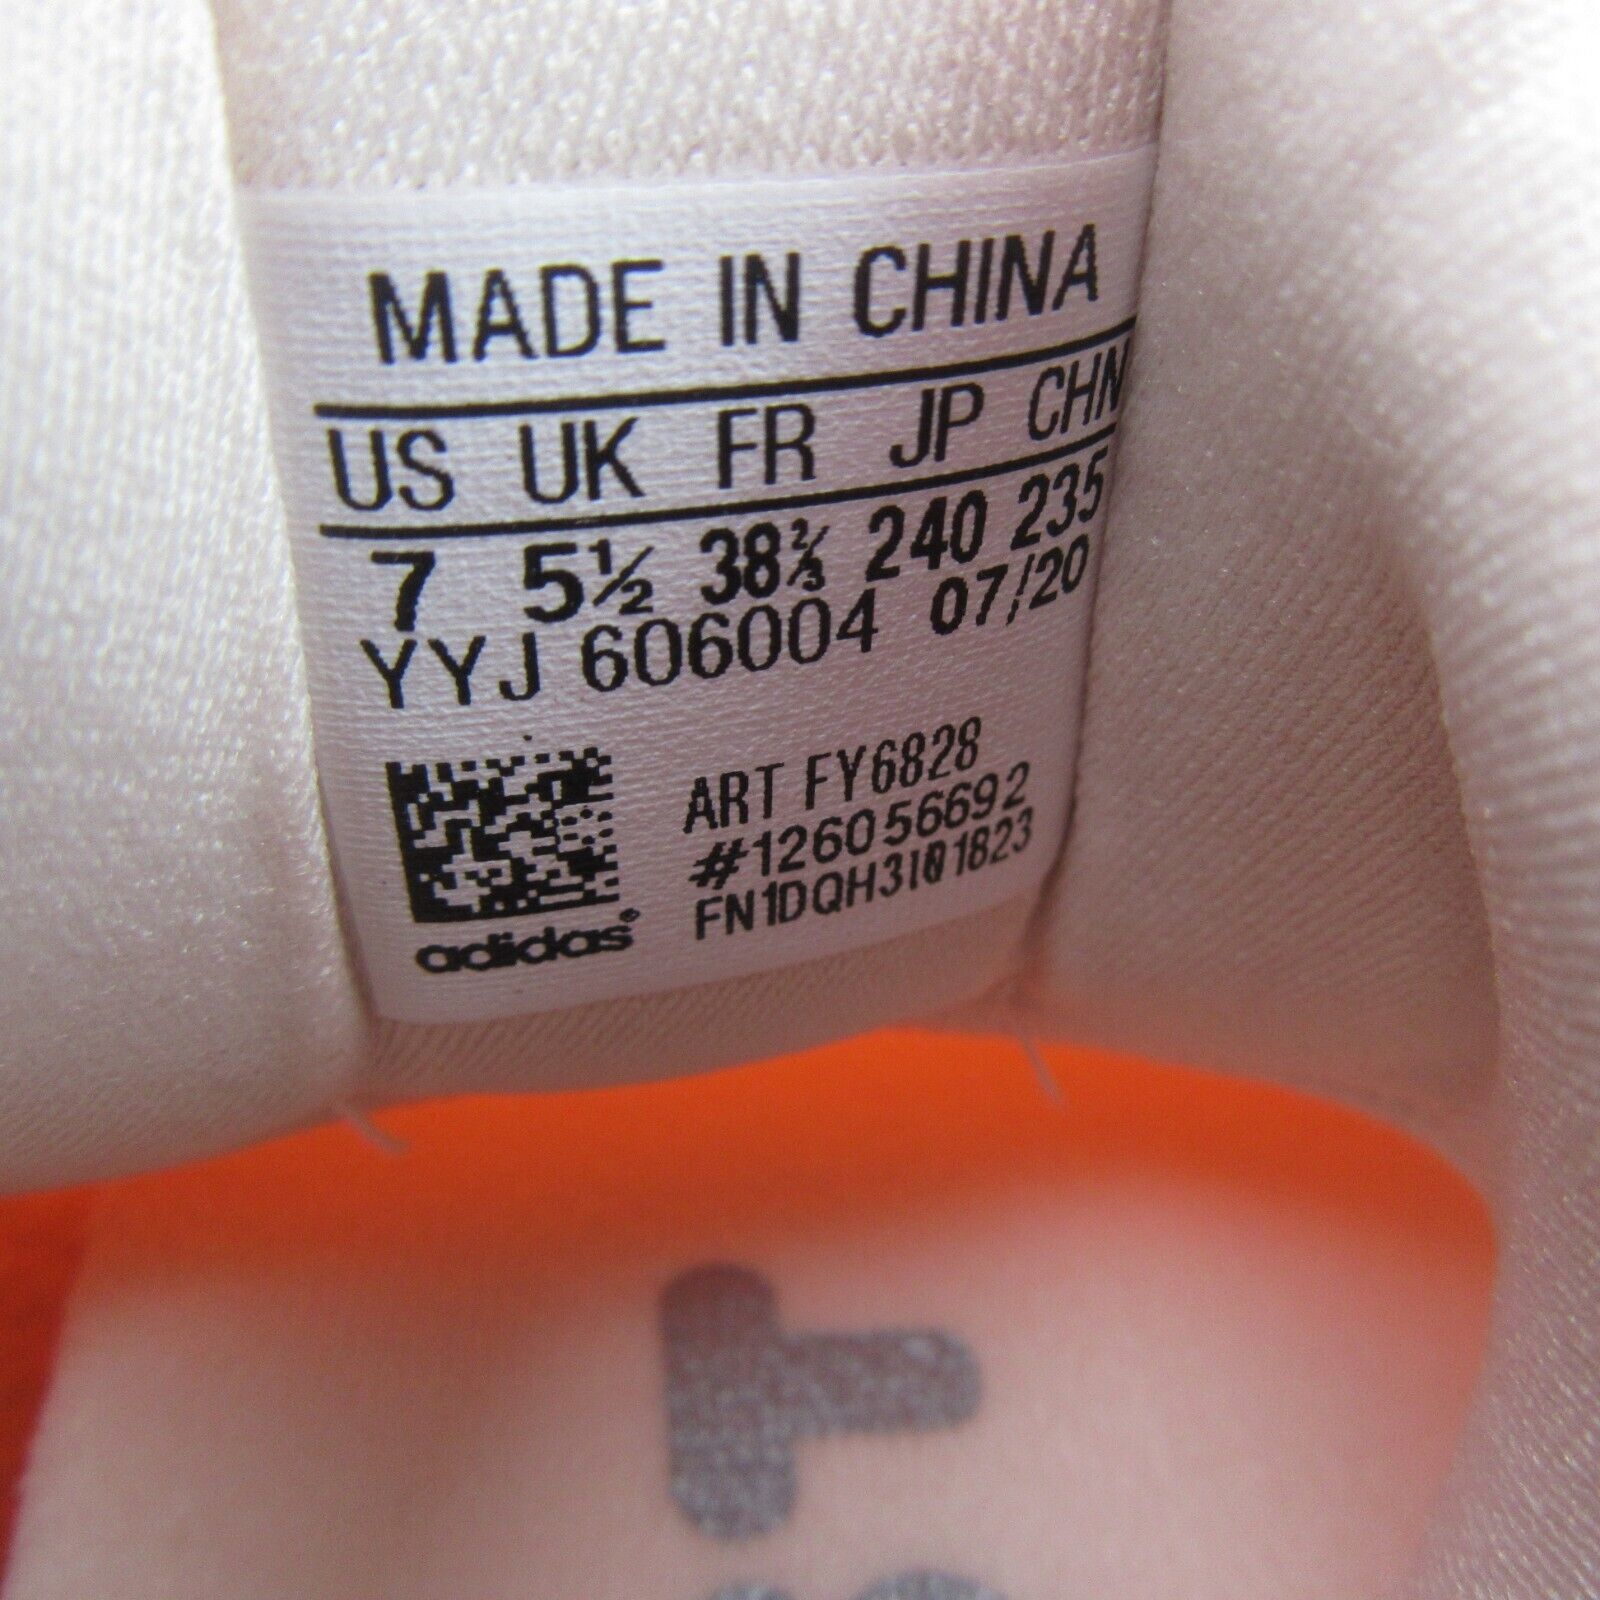 MADE IN CHINA
US UK FR JP CHN
7 5½ 38⅔ 240 235
YYJ 606004 07/20
ART FY6828
#126056692
adidas®